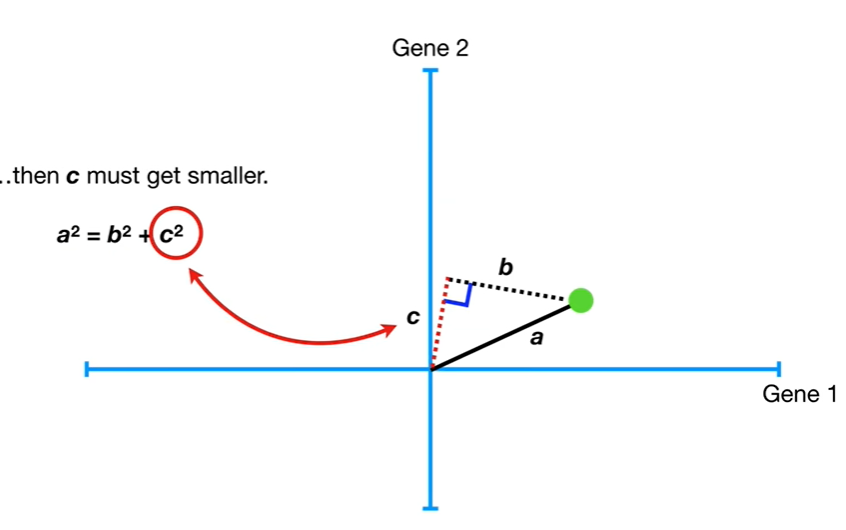 Gene 2
..then c must get smaller.
a² = b² + c²
b
c
a
Gene 1